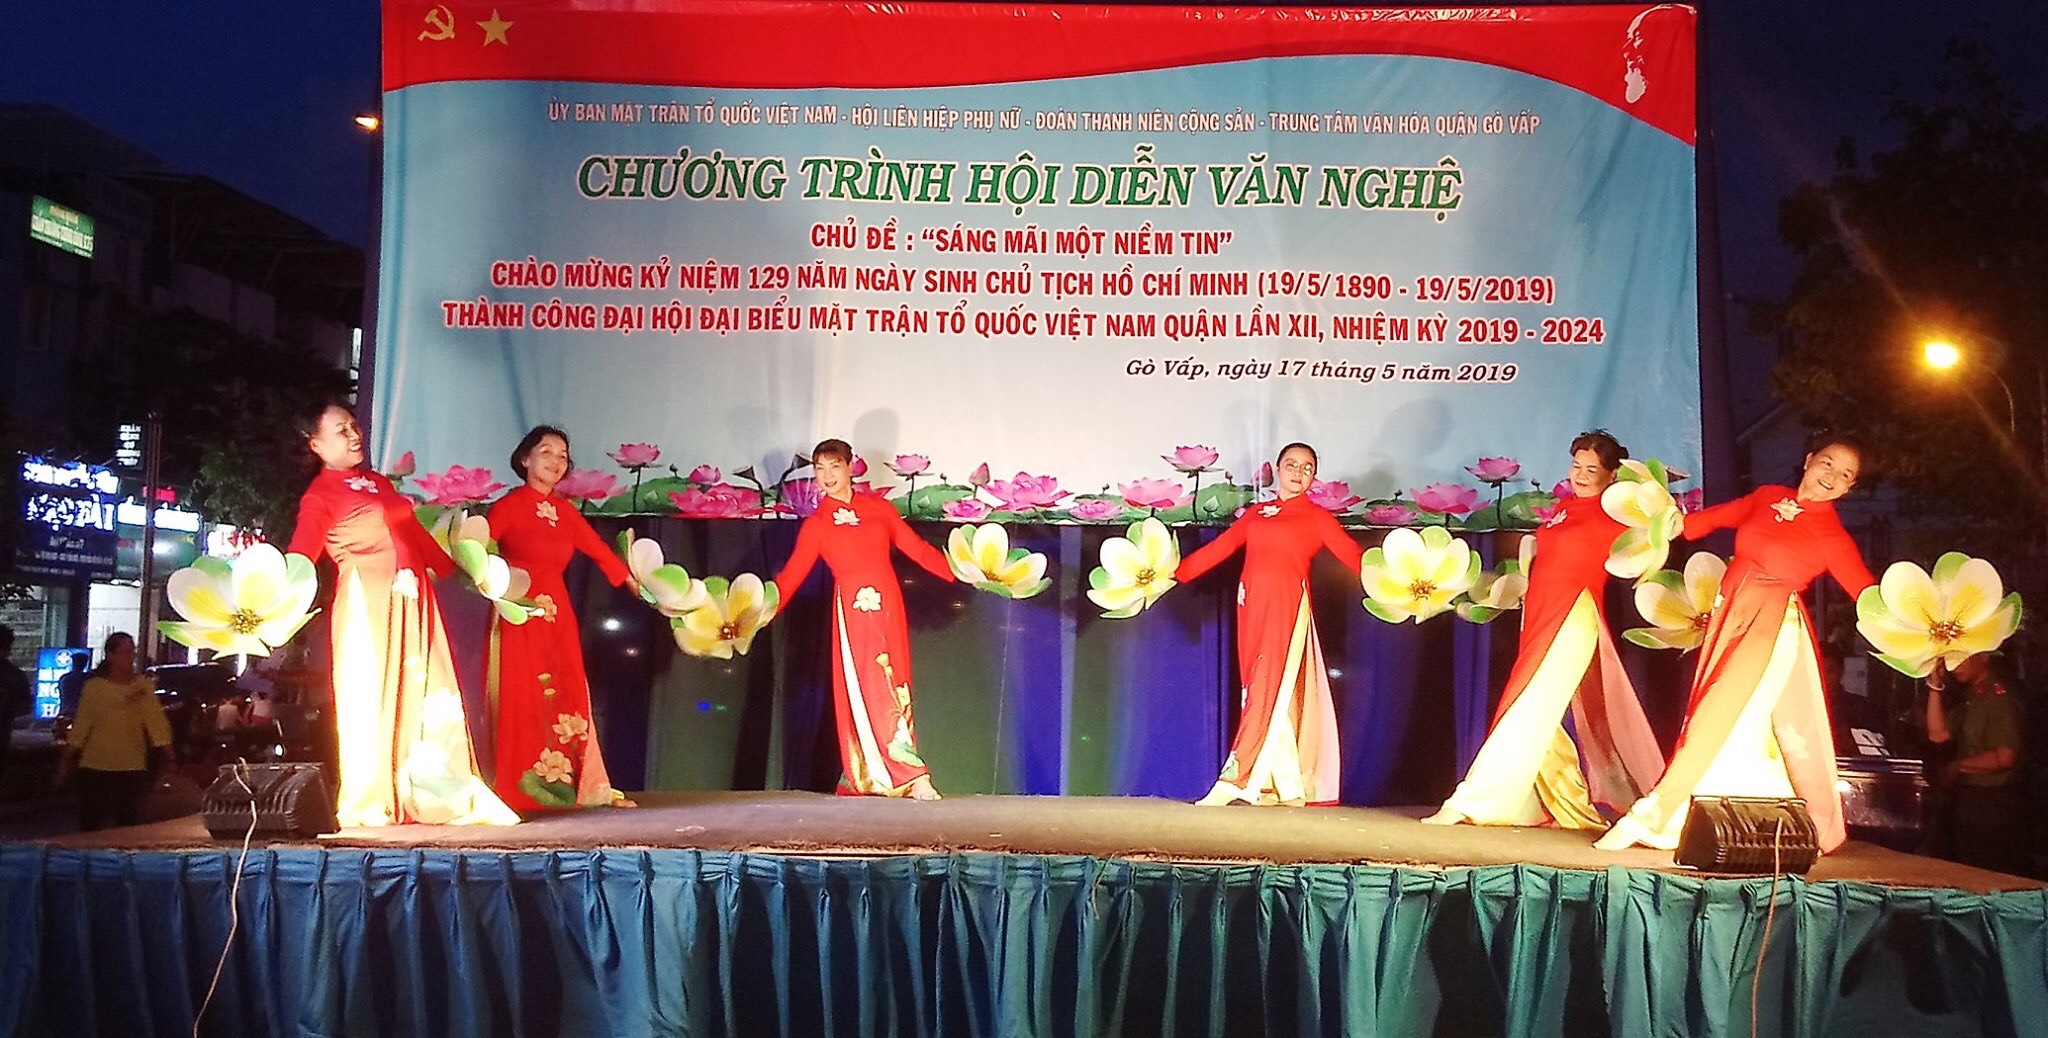 ỦY BAN MẶT TRẬN TỔ QUỐC VIỆT NAM - HỘI LIÊN HIỆP PHỤ NỮ - ĐOÀN THANH NIÊN CỘNG SẢN - TRUNG TÂM VĂN HÓA QUẬN GÒ VẤP
CHƯƠNG TRÌNH HỘI DIỄN VĂN NGHỆ
CHỦ ĐỀ : “SÁNG MÃI MỘT NIỀM TIN”
CHÀO MỪNG KỶ NIỆM 129 NĂM NGÀY SINH CHỦ TỊCH HỒ CHÍ MINH (19/5/1890 - 19/5/2019)
THÀNH CÔNG ĐẠI HỘI ĐẠI BIỂU MẶT TRẬN TỔ QUỐC VIỆT NAM QUẬN LẦN XII, NHIỆM KỲ 2019 - 2024
Gò Vấp, ngày 17 tháng 5 năm 2019